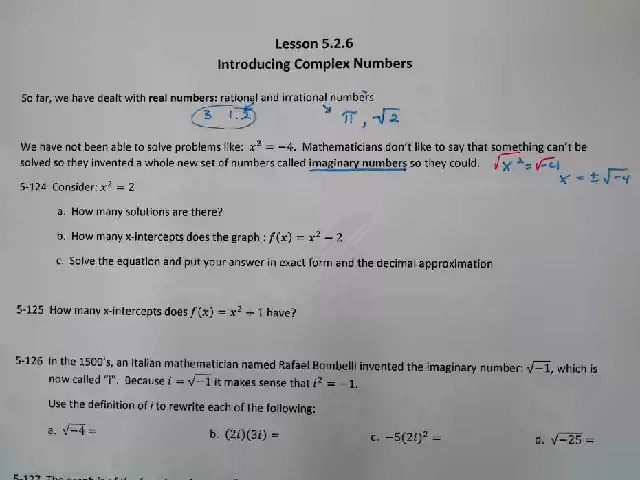 Lesson 5.2.6
Introducing Complex Numbers
So far, we have dealt with real numbers: rational and irrational numbers
3 1.2 π, √2
We have not been able to solve problems like: x² = −4. Mathematicians don't like to say that something can't be
solved so they invented a whole new set of numbers called imaginary numbers so they could. √x² = √-4
x = ± √-4
5-124 Consider: x² = 2
a. How many solutions are there?
b. How many x-intercepts does the graph : f(x) = x² − 2
c. Solve the equation and put your answer in exact form and the decimal approximation
5-125 How many x-intercepts does f(x) = x² + 1 have?
5-126 In the 1500's, an Italian mathematician named Rafael Bombelli invented the imaginary number: √−1, which is
now called "i". Because i = √−1 it makes sense that i² = −1.
Use the definition of i to rewrite each of the following:
a. √−4 = b. (2i)(3i) = c. −5(2i)² = d. √−25 =
5-127 The graph